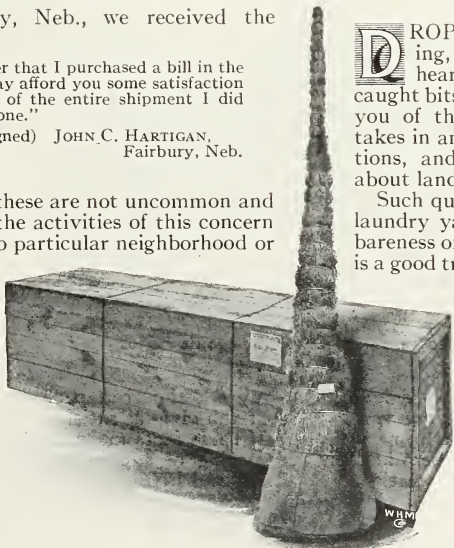 y, Neb., we received the
er that I purchased a bill in the
ay afford you some satisfaction
of the entire shipment I did
one."
ned) JOHN C. HARTIGAN,
Fairbury, Neb.
these are not uncommon and
the activities of this concern
o particular neighborhood or
DROP
ing,
hear
caught bits
you of th
takes in an
tions, and
about land
Such qu
laundry ya
bareness o
is a good tr
WHM